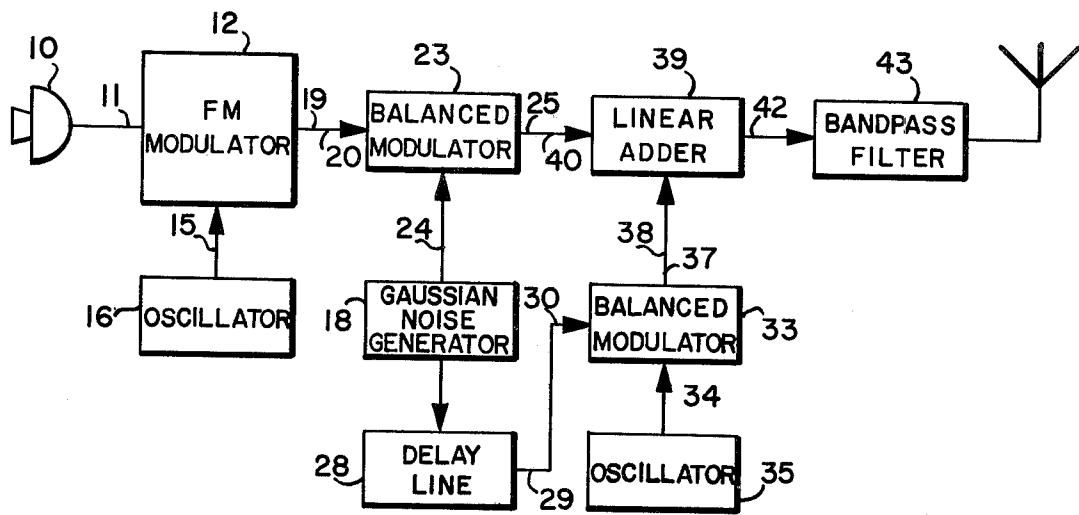 10
11
12
FM
MODULATOR
19
20
23
BALANCED
MODULATOR
25
40
39
LINEAR
ADDER
42
43
BANDPASS
FILTER
15
24
38
37
16
OSCILLATOR
18
GAUSSIAN
NOISE
GENERATOR
30
BALANCED
MODULATOR
33
34
28
DELAY
LINE
29
OSCILLATOR
35